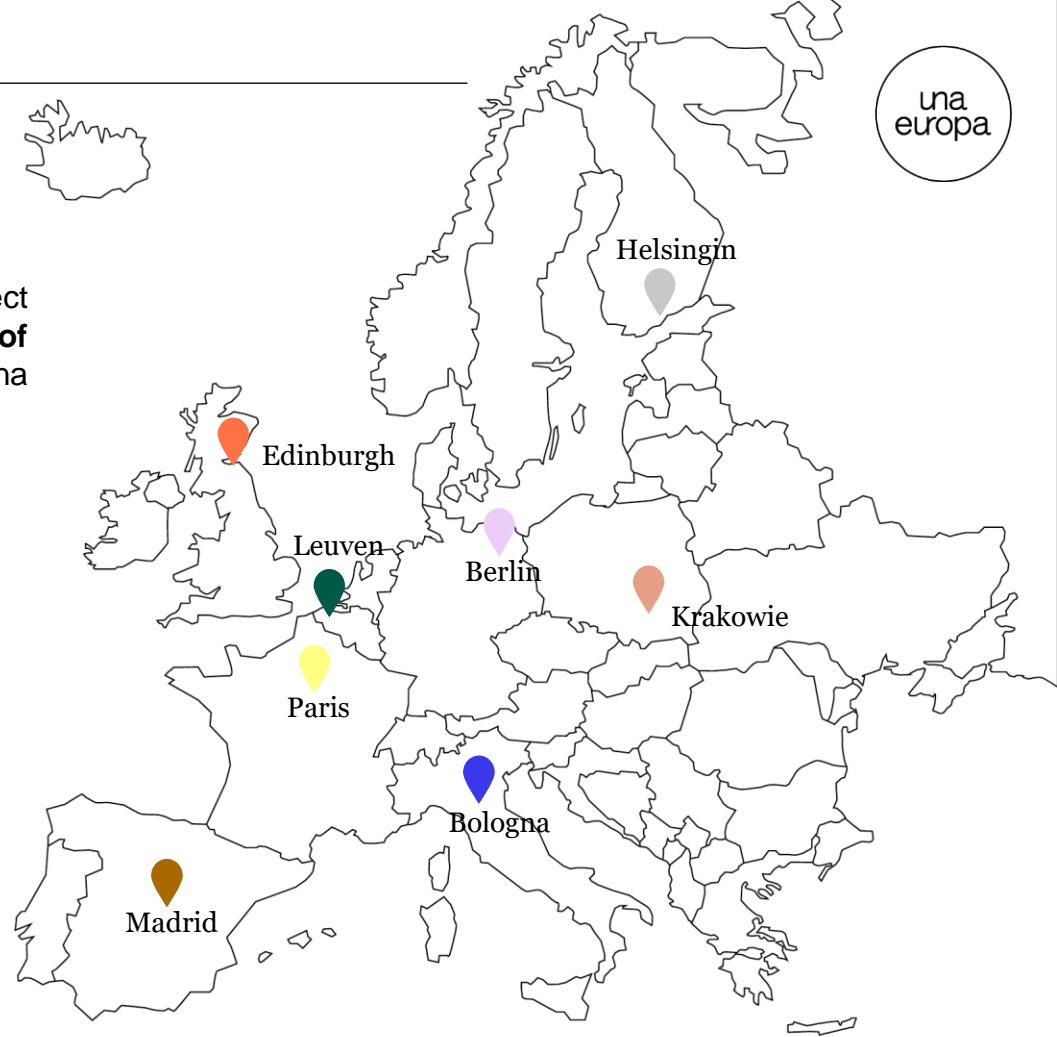 una
europa
Helsingin
ect
of
na
Edinburgh
Leuven
Berlin
Krakowie
Paris
Bologna
Madrid